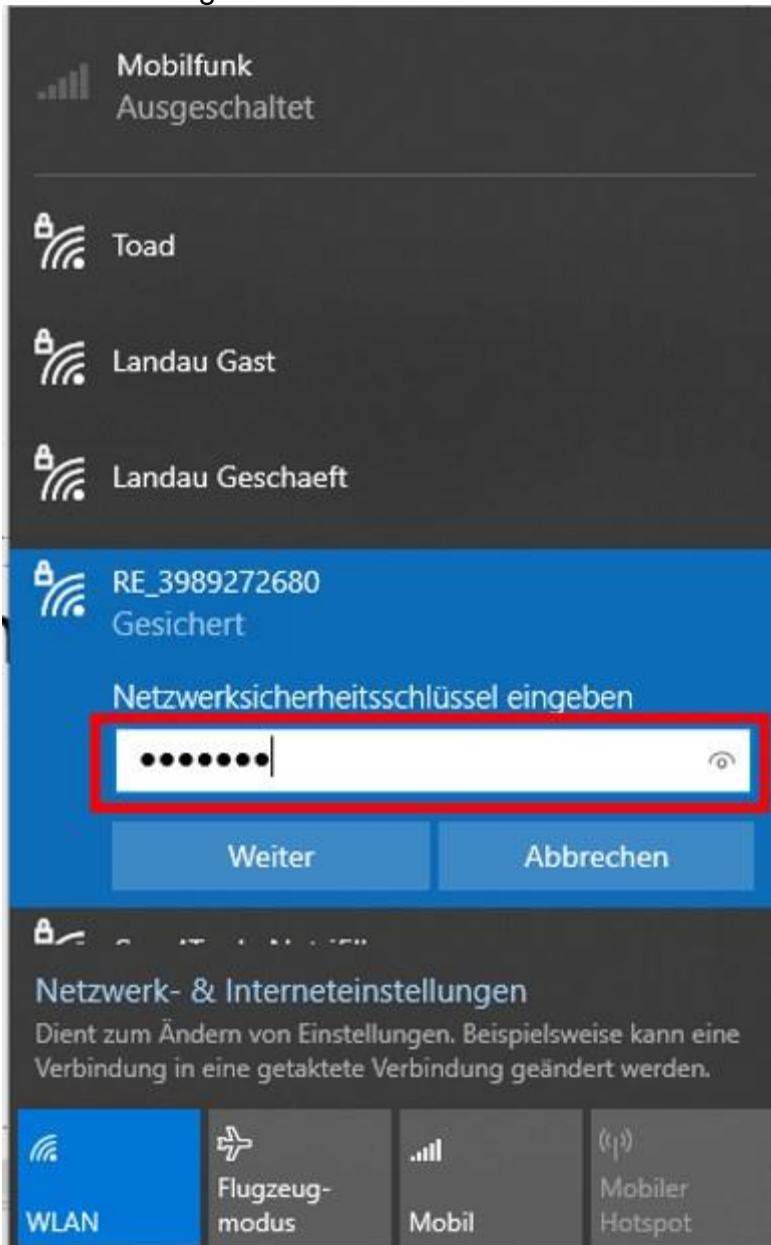 Mobilfunk
Ausgeschaltet
Toad
Landau Gast
Landau Geschaeft
RE_3989272680
Gesichert
Netzwerksicherheitsschlüssel eingeben
•••••••
Weiter
Abbrechen
Netzwerk- & Interneteinstellungen
Dient zum Ändern von Einstellungen. Beispielsweise kann eine
Verbindung in eine getaktete Verbindung geändert werden.
WLAN
Flugzeug-
modus
Mobil
Mobiler
Hotspot